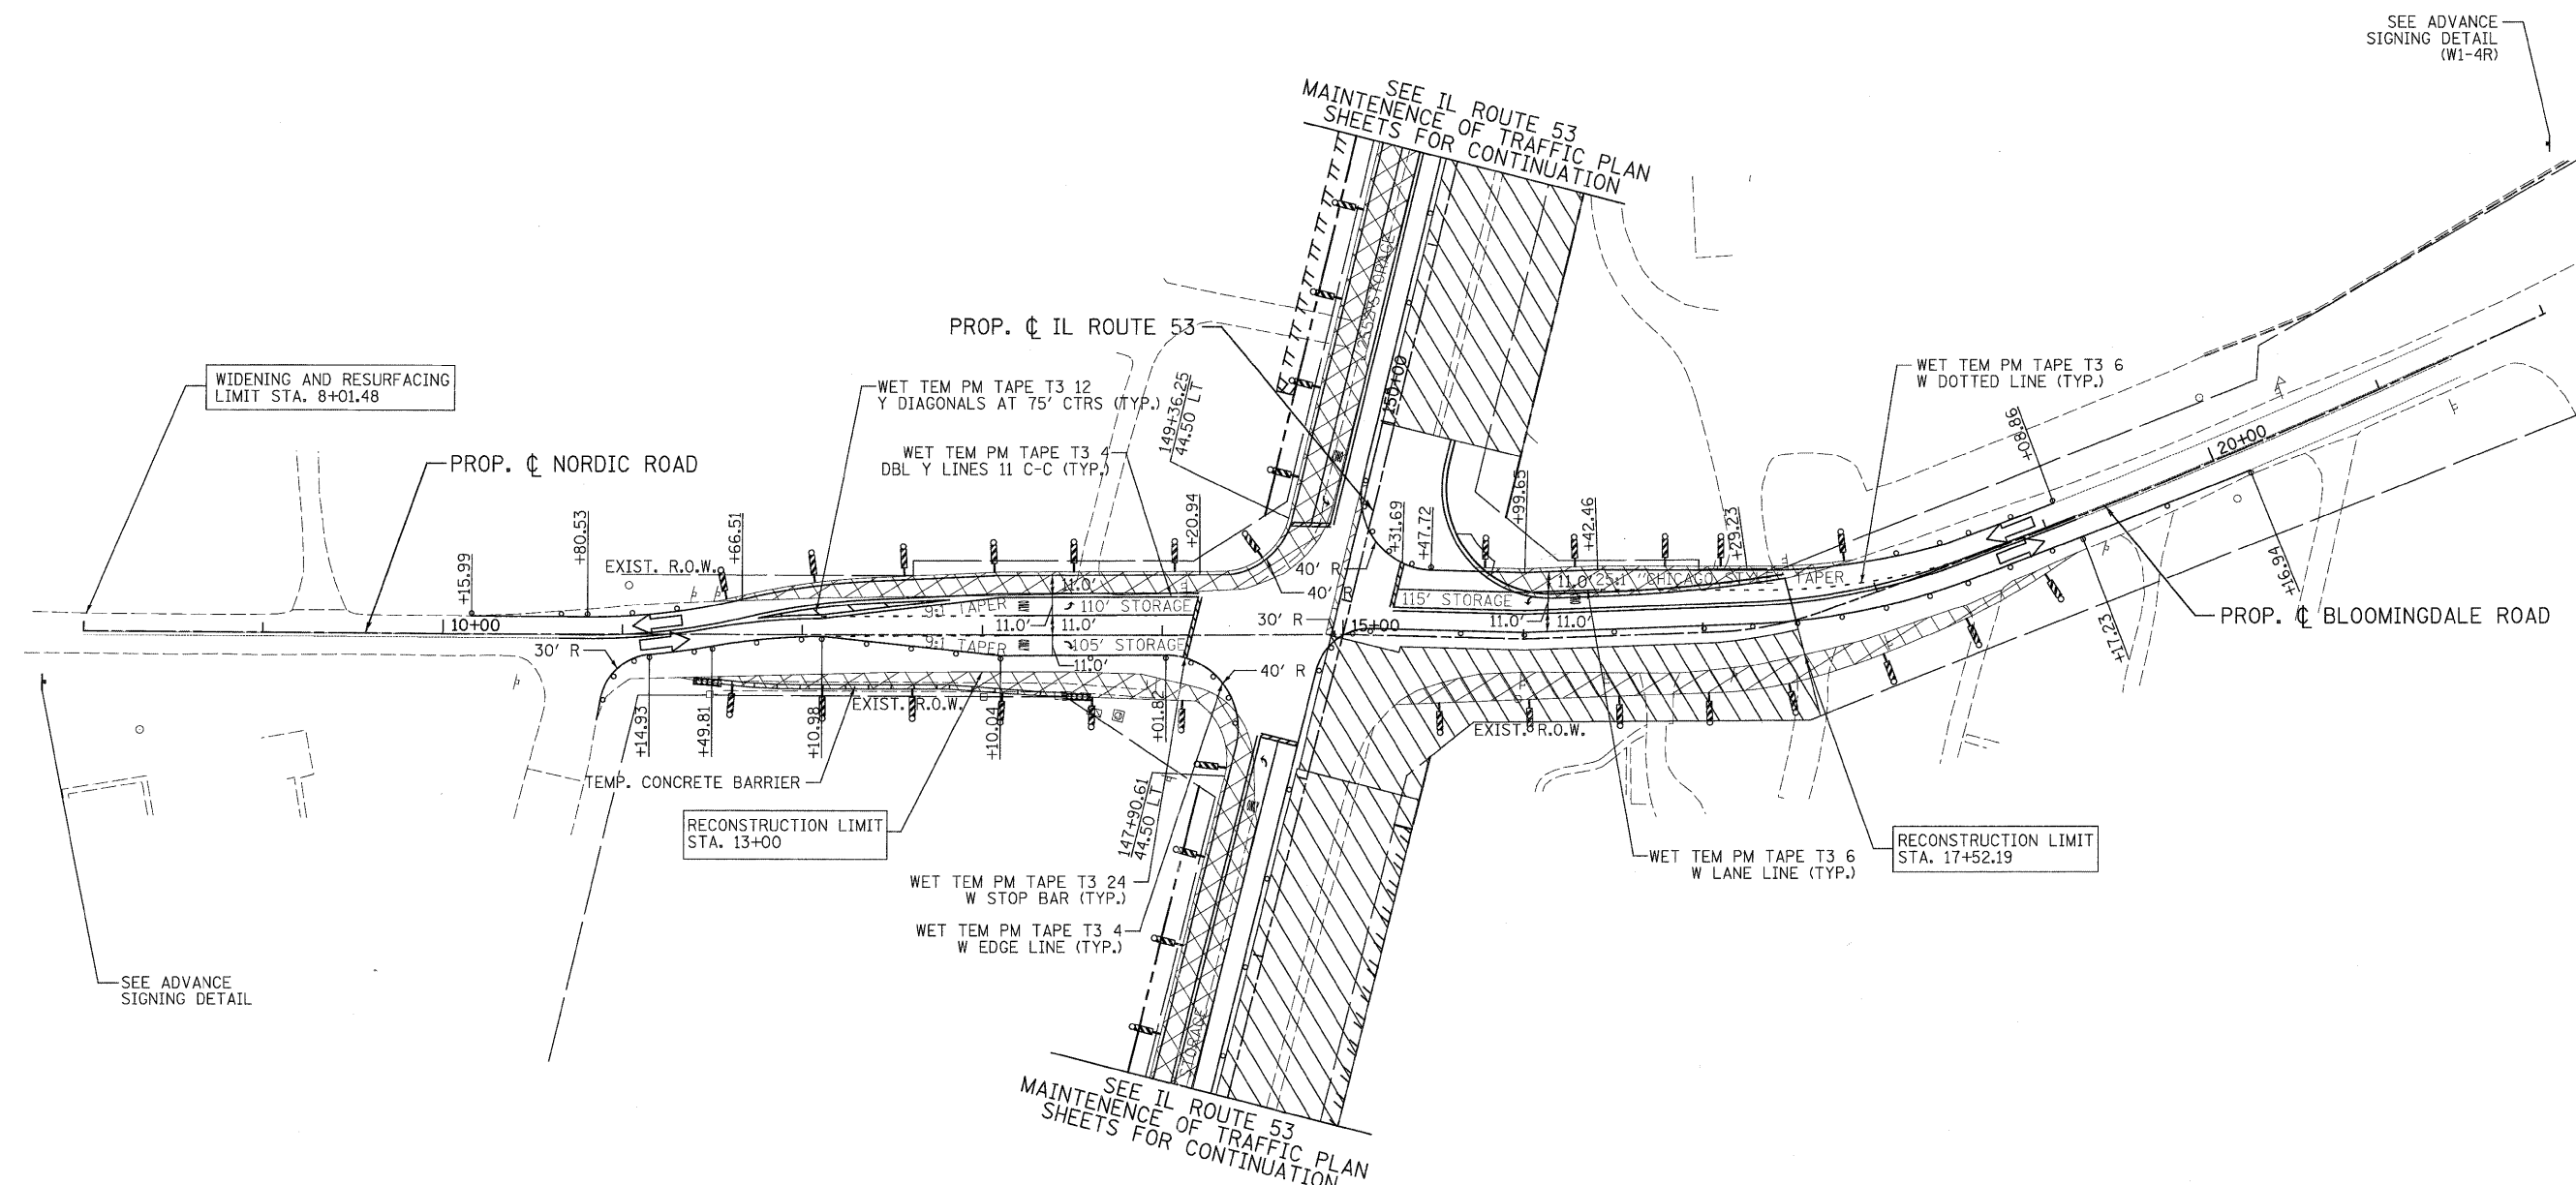 SEE ADVANCE
SIGNING DETAIL
(W1-4R)
SEE IL ROUTE 53
MAINTENENCE OF TRAFFIC PLAN
SHEETS FOR CONTINUATION
PROP. ℄ IL ROUTE 53
WIDENING AND RESURFACING
LIMIT STA. 8+01.48
WET TEM PM TAPE T3 12
Y DIAGONALS AT 75' CTRS (TYP.)
149+36.25
44.50 LT
150+00
WET TEM PM TAPE T3 6
W DOTTED LINE (TYP.)
PROP. ℄ NORDIC ROAD
WET TEM PM TAPE T3 4
DBL Y LINES 11 C-C (TYP.)
+08.86
20+00
+15.99
+80.53
+66.51
+20.94
+31.69
+47.72
+99.65
+42.46
+29.23
+16.94
EXIST. R.O.W.
11.0'
40' R
40' R
11.0'
25:1 "CHICAGO STYLE" TAPER
9:1 TAPER
110' STORAGE
115' STORAGE
10+00
11.0'
11.0'
30' R
15+00
11.0'
11.0'
PROP. ℄ BLOOMINGDALE ROAD
30' R
9:1 TAPER
105' STORAGE
11.0'
40' R
+17.23
EXIST. R.O.W.
+14.93
+49.81
+10.98
+10.04
+01.82
EXIST. R.O.W.
TEMP. CONCRETE BARRIER
RECONSTRUCTION LIMIT
STA. 13+00
147+90.61
44.50 LT
RECONSTRUCTION LIMIT
STA. 17+52.19
WET TEM PM TAPE T3 6
W LANE LINE (TYP.)
WET TEM PM TAPE T3 24
W STOP BAR (TYP.)
WET TEM PM TAPE T3 4
W EDGE LINE (TYP.)
SEE ADVANCE
SIGNING DETAIL
SEE IL ROUTE 53
MAINTENENCE OF TRAFFIC PLAN
SHEETS FOR CONTINUATION